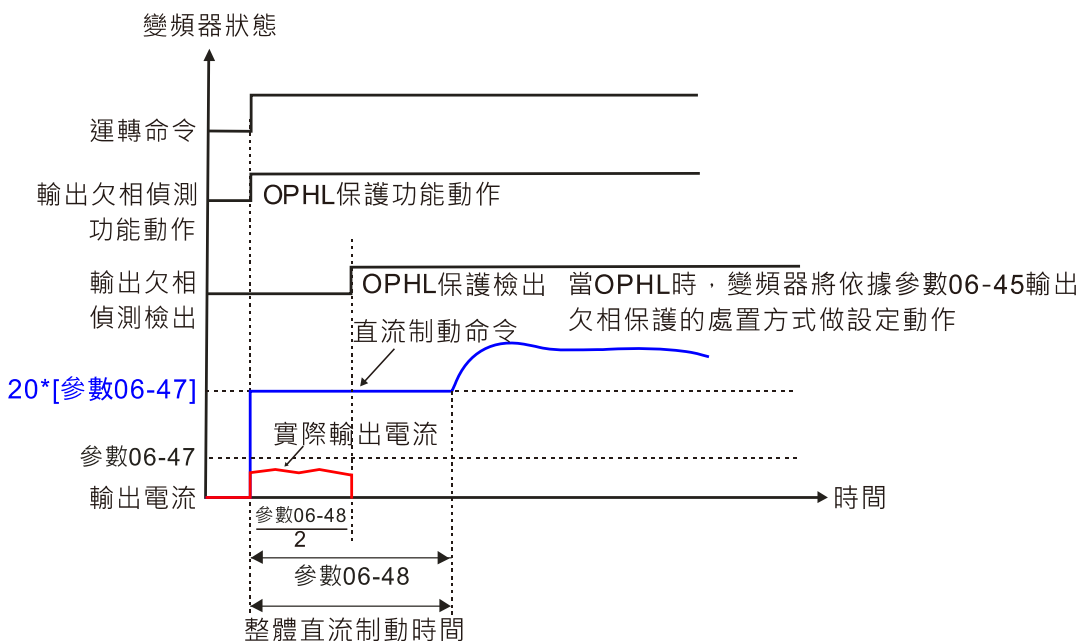 變頻器狀態
運轉命令
輸出欠相偵測
功能動作
OPHL保護功能動作
輸出欠相
偵測檢出
OPHL保護檢出
當OPHL時，變頻器將依據參數06-45輸出
欠相保護的處置方式做設定動作
直流制動命令
20*[參數06-47]
實際輸出電流
參數06-47
輸出電流
時間
參數06-48
2
參數06-48
整體直流制動時間